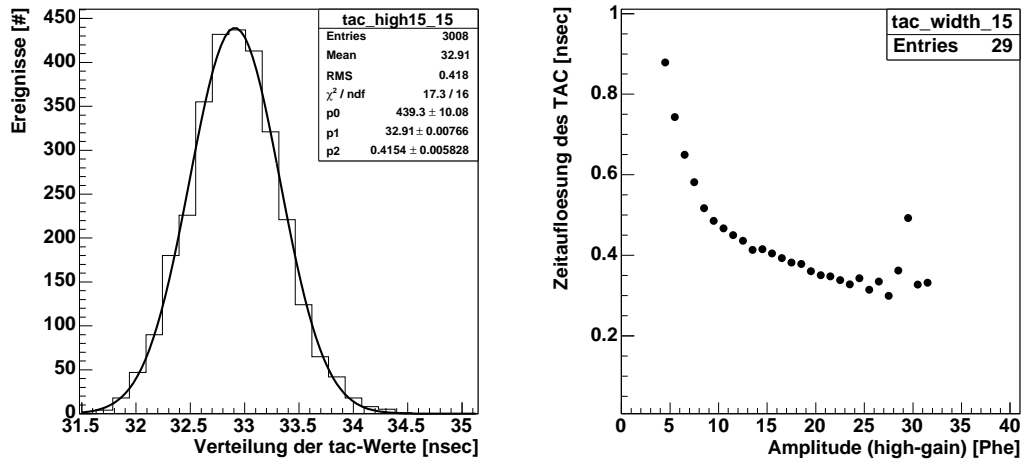 Ereignisse [#]
tac_high15_15
Entries 3008
Mean 32.91
RMS 0.418
χ² / ndf 17.3 / 16
p0 439.3 ± 10.08
p1 32.91 ± 0.00766
p2 0.4154 ± 0.005828
450
400
350
300
250
200
150
100
50
0
31.5 32 32.5 33 33.5 34 34.5 35
Verteilung der tac-Werte [nsec]
Zeitaufloesung des TAC [nsec]
tac_width_15
Entries 29
1
0.8
0.6
0.4
0.2
0 5 10 15 20 25 30 35 40
Amplitude (high-gain) [Phe]